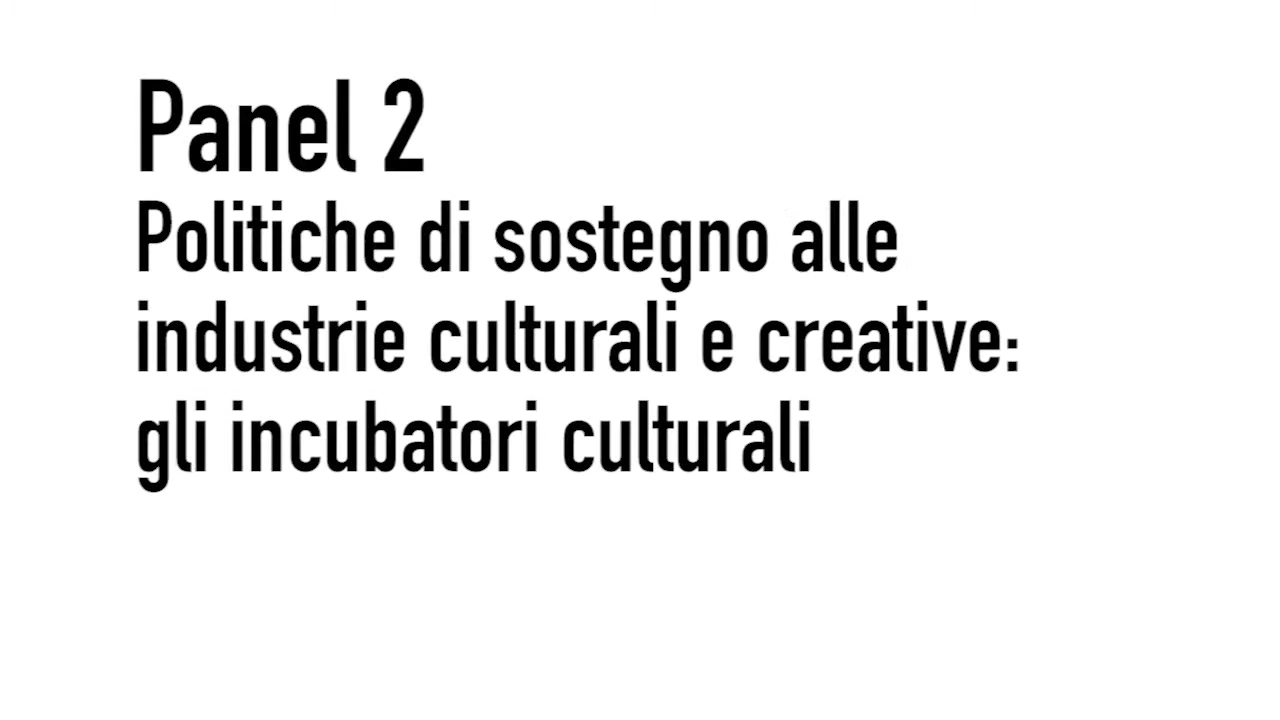 Panel 2
Politiche di sostegno alle
industrie culturali e creative:
gli incubatori culturali